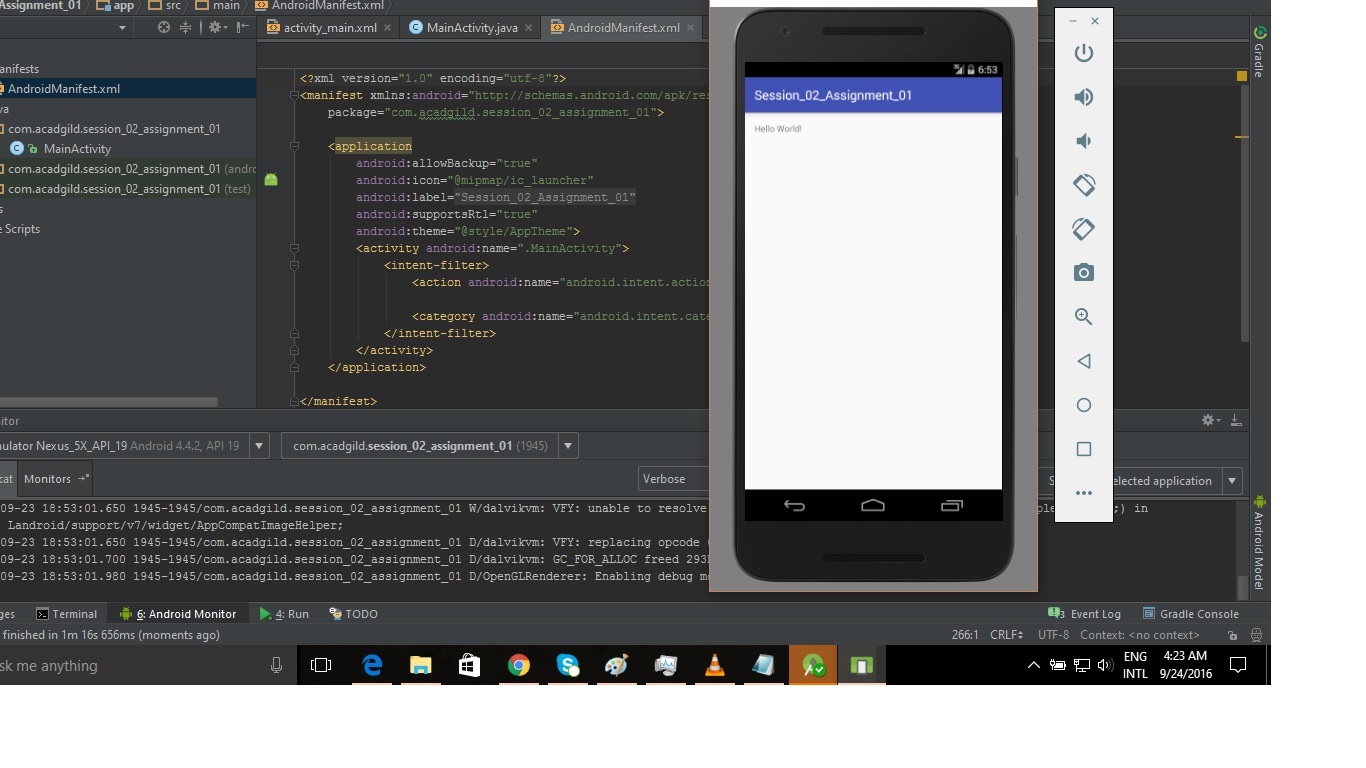 Assignment_01 app src main AndroidManifest.xml
activity_main.xml MainActivity.java AndroidManifest.xml
anifests
AndroidManifest.xml
va
com.acadgild.session_02_assignment_01
MainActivity
com.acadgild.session_02_assignment_01 (andro
com.acadgild.session_02_assignment_01 (test)
s
e Scripts
<?xml version="1.0" encoding="utf-8"?>
<manifest xmlns:android="http://schemas.android.com/apk/res
package="com.acadgild.session_02_assignment_01">
<application
android:allowBackup="true"
android:icon="@mipmap/ic_launcher"
android:label="Session_02_Assignment_01"
android:supportsRtl="true"
android:theme="@style/AppTheme">
<activity android:name=".MainActivity">
<intent-filter>
<action android:name="android.intent.action
<category android:name="android.intent.cate
</intent-filter>
</activity>
</application>
</manifest>
6:53
Session_02_Assignment_01
Hello World!
Gradle
Android Model
nitor
nulator Nexus_5X_API_19 Android 4.4.2, API 19
com.acadgild.session_02_assignment_01 (1945)
cat Monitors
Verbose
S elected application
09-23 18:53:01.650 1945-1945/com.acadgild.session_02_assignment_01 W/dalvikvm: VFY: unable to resolve ple ;) in
Landroid/support/v7/widget/AppCompatImageHelper;
09-23 18:53:01.650 1945-1945/com.acadgild.session_02_assignment_01 D/dalvikvm: VFY: replacing opcode
09-23 18:53:01.700 1945-1945/com.acadgild.session_02_assignment_01 D/dalvikvm: GC_FOR_ALLOC freed 293
09-23 18:53:01.980 1945-1945/com.acadgild.session_02_assignment_01 D/OpenGLRenderer: Enabling debug m
ges Terminal 6: Android Monitor 4: Run TODO 3 Event Log Gradle Console
finished in 1m 16s 656ms (moments ago)
266:1 CRLF UTF-8 Context: <no context>
sk me anything
ENG
INTL
4:23 AM
9/24/2016